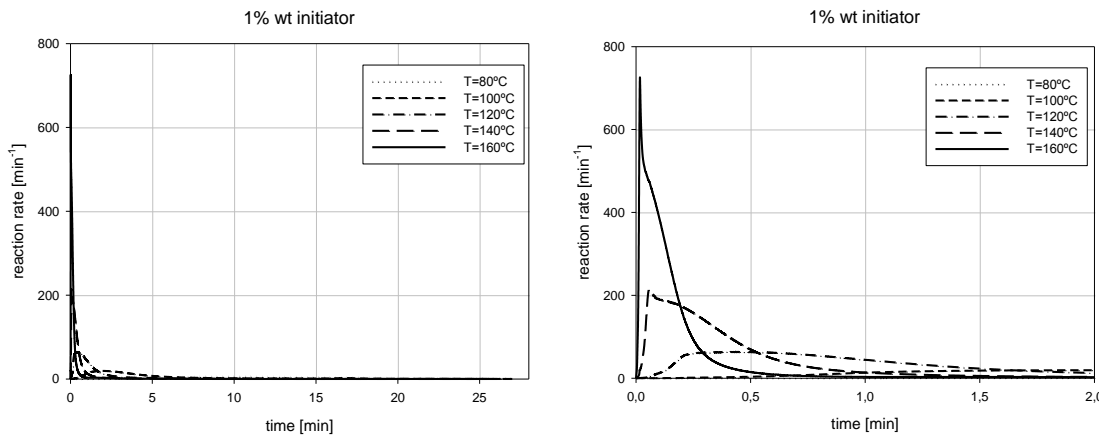 1% wt initiator
800
600
400
200
0
reaction rate [min-1]
T=80ºC
T=100ºC
T=120ºC
T=140ºC
T=160ºC
0 5 10 15 20 25
time [min]
1% wt initiator
800
600
400
200
0
reaction rate [min-1]
T=80ºC
T=100ºC
T=120ºC
T=140ºC
T=160ºC
0,0 0,5 1,0 1,5 2,0
time [min]